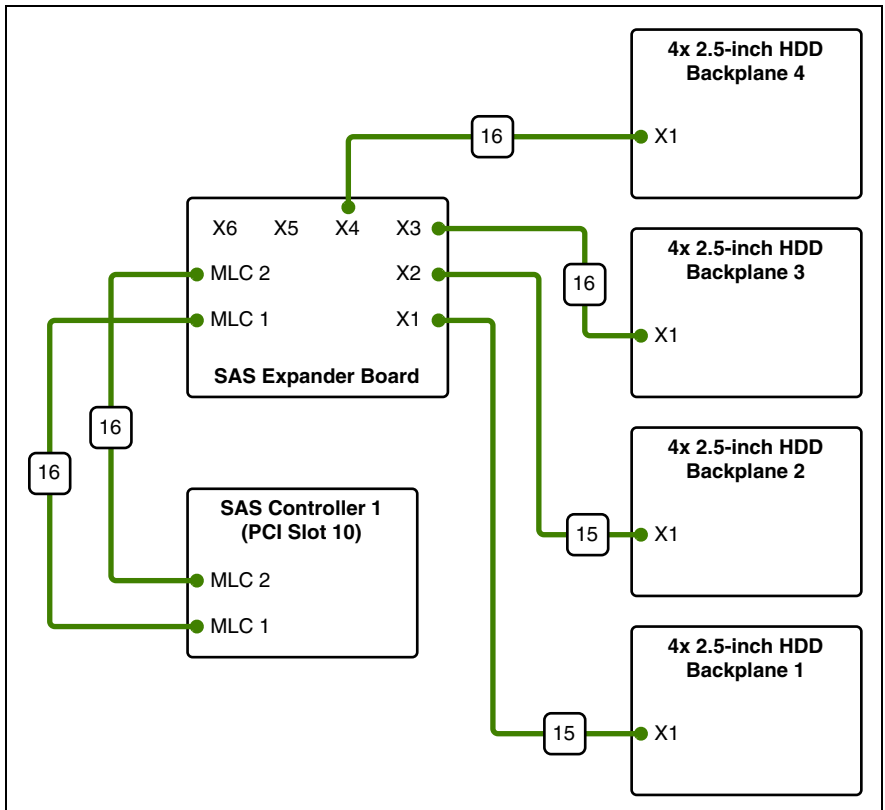 4x 2.5-inch HDD
Backplane 4
16
X1
X6 X5 X4 X3
MLC 2 X2
MLC 1 X1
SAS Expander Board
4x 2.5-inch HDD
Backplane 3
16
X1
16
16
SAS Controller 1
(PCI Slot 10)
MLC 2
MLC 1
4x 2.5-inch HDD
Backplane 2
15
X1
4x 2.5-inch HDD
Backplane 1
15
X1